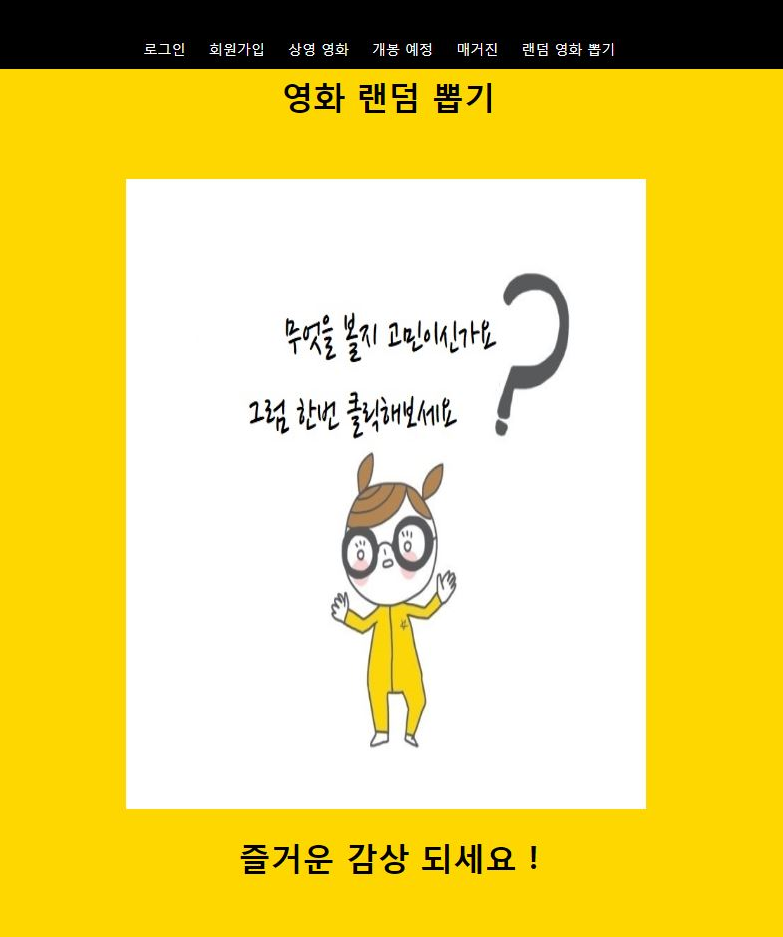 로그인 회원가입 상영 영화 개봉 예정 매거진 랜덤 영화 뽑기
영화 랜덤 뽑기
무엇을 볼지 고민이신가요
그럼 한번 클릭해보세요
?
즐거운 감상 되세요 !